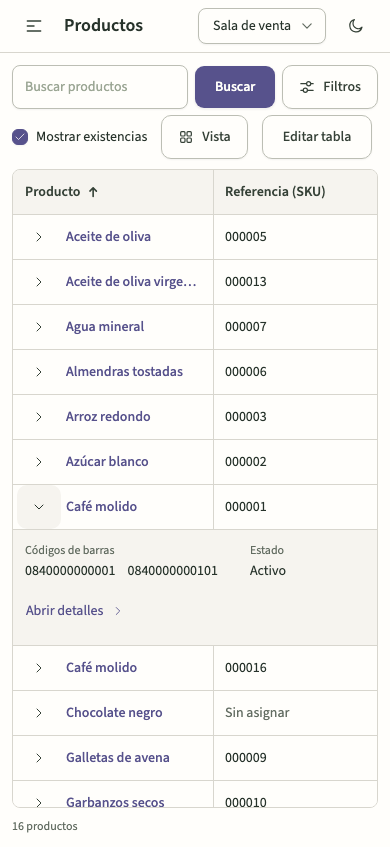 Productos
Sala de venta
Buscar productos
Buscar
Filtros
Mostrar existencias
Vista
Editar tabla
Producto ↑ Referencia (SKU)
Aceite de oliva 000005
Aceite de oliva virge… 000013
Agua mineral 000007
Almendras tostadas 000006
Arroz redondo 000003
Azúcar blanco 000002
Café molido 000001
Códigos de barras Estado
0840000000001 0840000000101 Activo
Abrir detalles
Café molido 000016
Chocolate negro Sin asignar
Galletas de avena 000009
Garbanzos secos 000010
16 productos